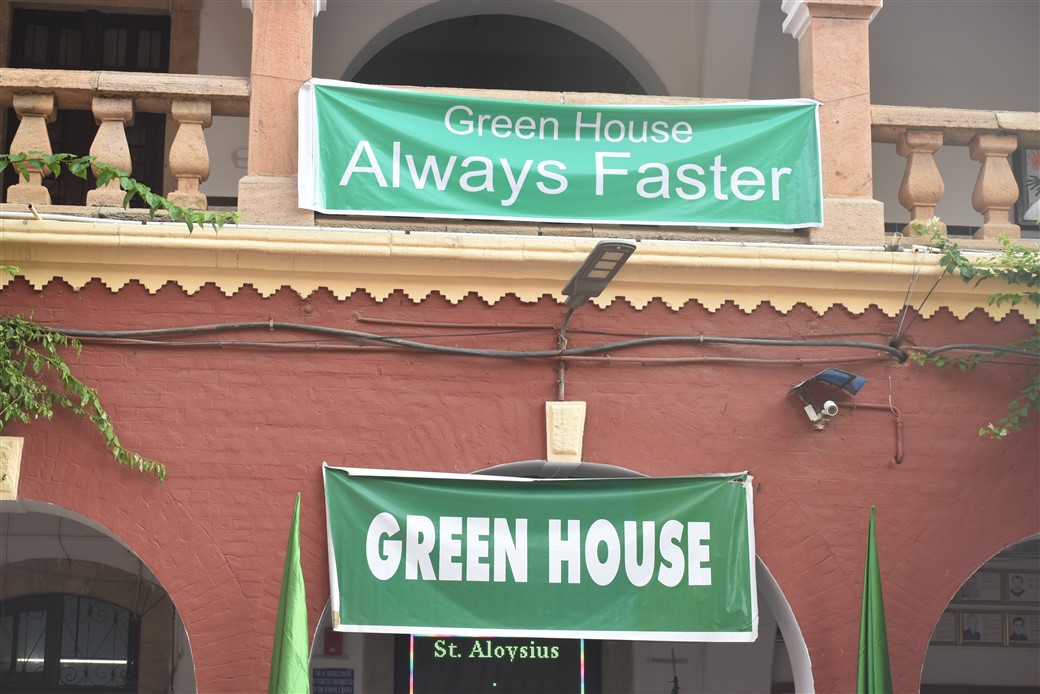 Green House
Always Faster
GREEN HOUSE
St. Aloysius